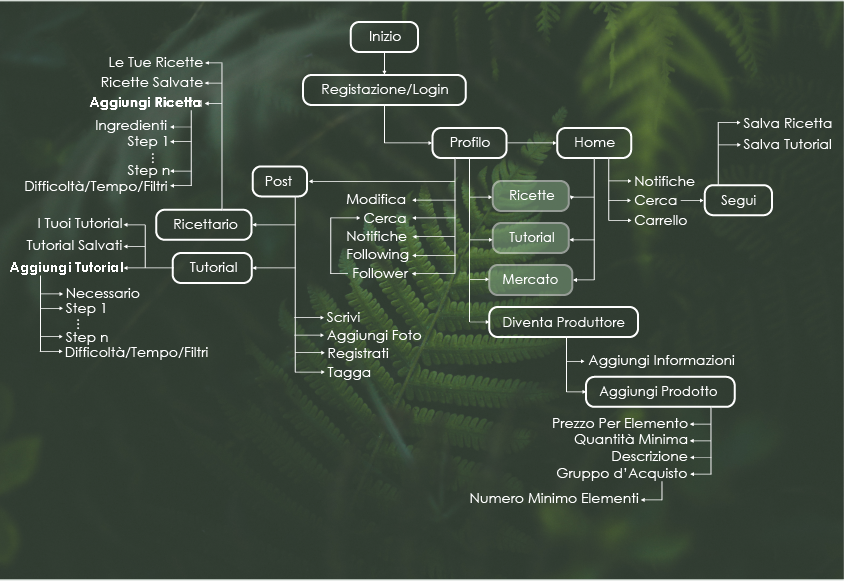 Inizio
Registazione/Login
Profilo
Home
Le Tue Ricette
Ricette Salvate
Aggiungi Ricetta
Ingredienti
Step 1
Step n
Difficoltà/Tempo/Filtri
Post
Ricettario
Tutorial
I Tuoi Tutorial
Tutorial Salvati
Aggiungi Tutorial
Necessario
Step 1
Step n
Difficoltà/Tempo/Filtri
Scrivi
Aggiungi Foto
Registrati
Tagga
Modifica
Cerca
Notifiche
Following
Follower
Ricette
Tutorial
Mercato
Notifiche
Cerca
Carrello
Segui
Salva Ricetta
Salva Tutorial
Diventa Produttore
Aggiungi Informazioni
Aggiungi Prodotto
Prezzo Per Elemento
Quantità Minima
Descrizione
Gruppo d'Acquisto
Numero Minimo Elementi